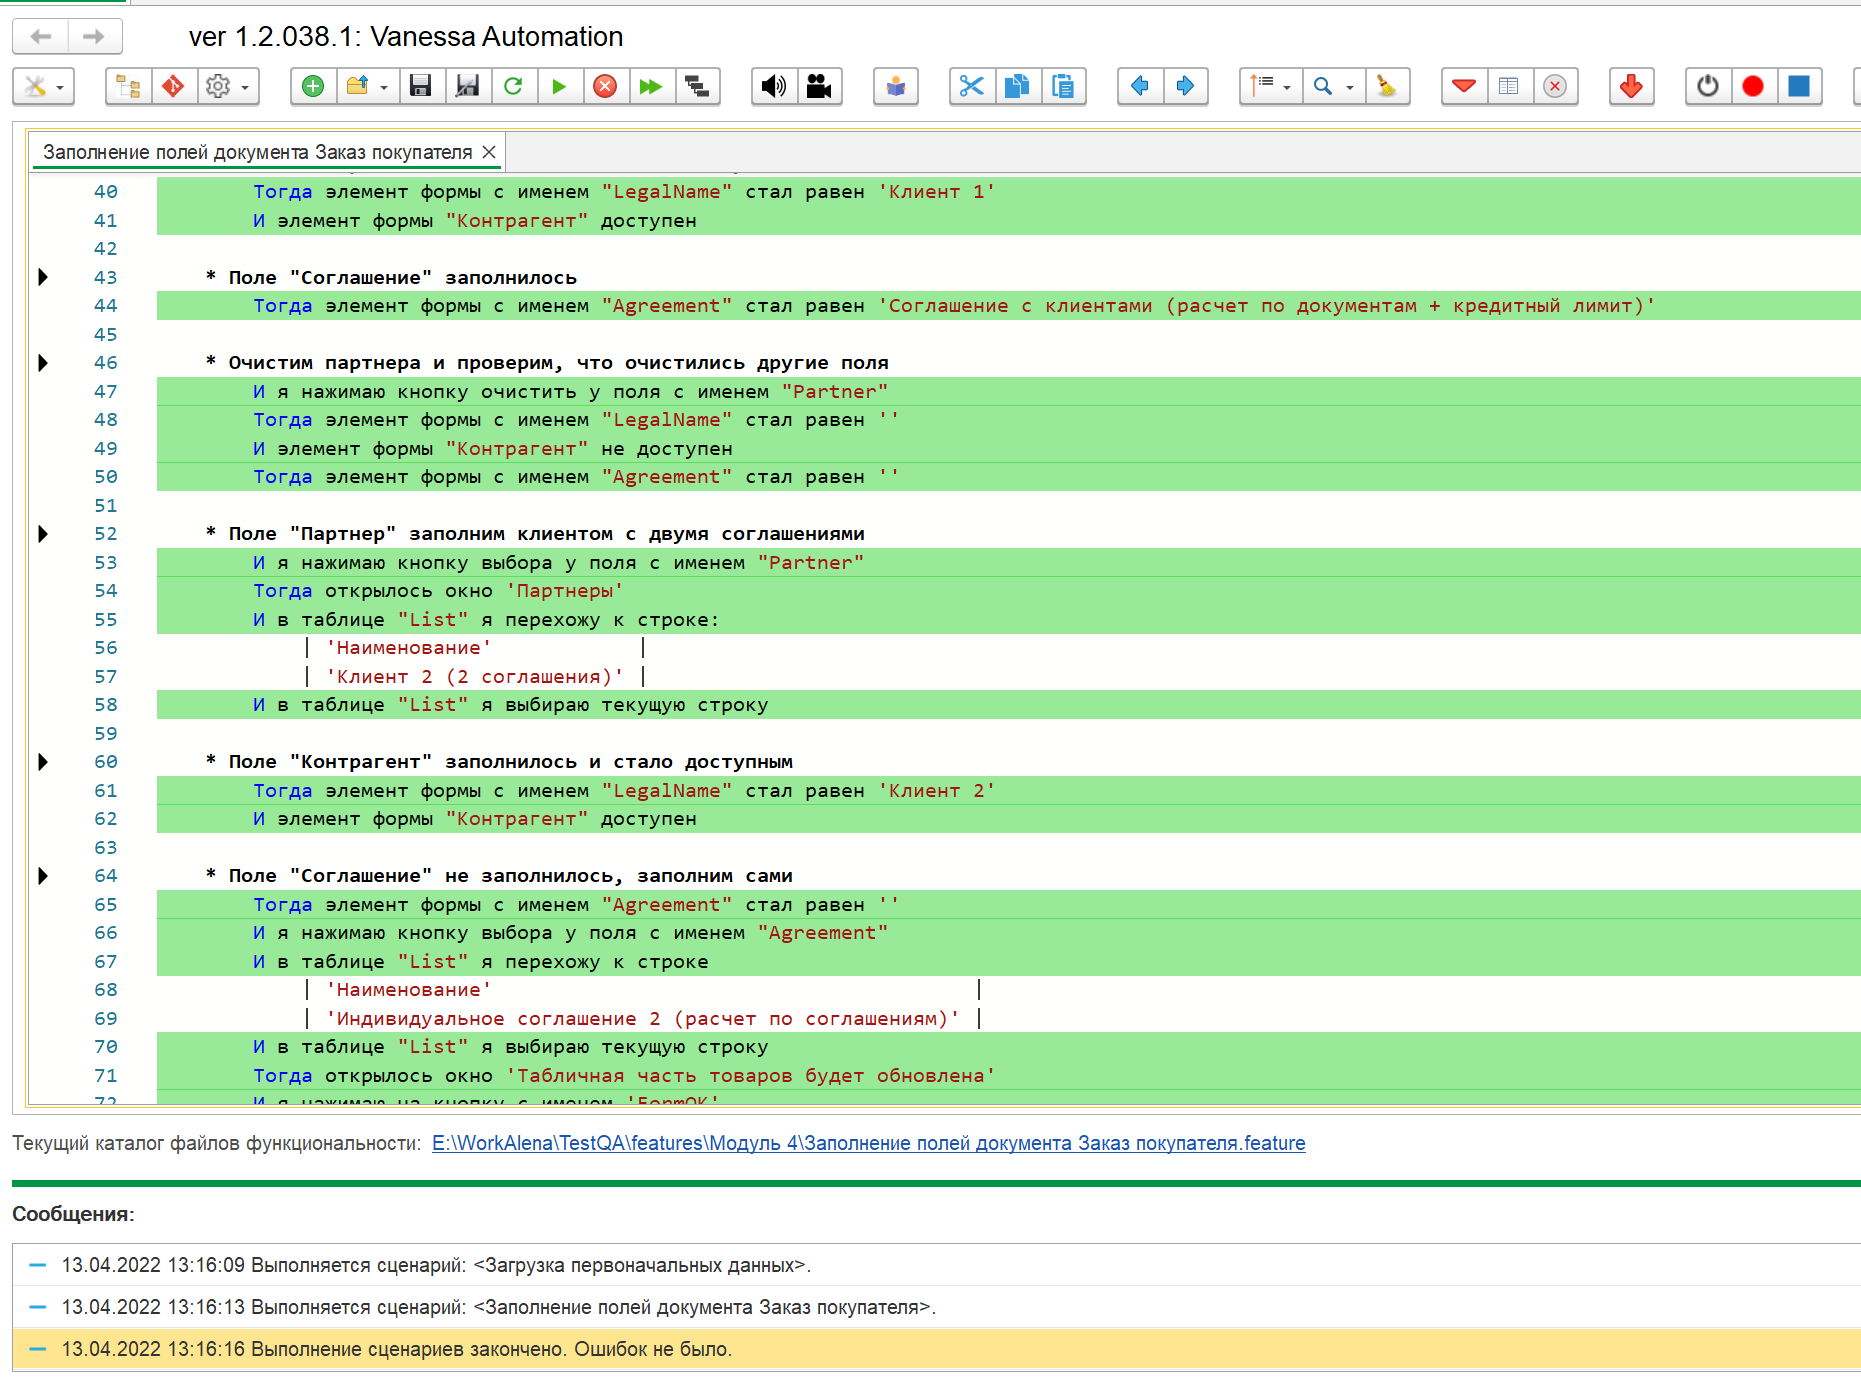 ver 1.2.038.1: Vanessa Automation
Заполнение полей документа Заказ покупателя
40 Тогда элемент формы с именем "LegalName" стал равен 'Клиент 1'
41 И элемент формы "Контрагент" доступен
42
43 * Поле "Соглашение" заполнилось
44 Тогда элемент формы с именем "Agreement" стал равен 'Соглашение с клиентами (расчет по документам + кредитный лимит)'
45
46 * Очистим партнера и проверим, что очистились другие поля
47 И я нажимаю кнопку очистить у поля с именем "Partner"
48 Тогда элемент формы с именем "LegalName" стал равен ''
49 И элемент формы "Контрагент" не доступен
50 Тогда элемент формы с именем "Agreement" стал равен ''
51
52 * Поле "Партнер" заполним клиентом с двумя соглашениями
53 И я нажимаю кнопку выбора у поля с именем "Partner"
54 Тогда открылось окно 'Партнеры'
55 И в таблице "List" я перехожу к строке:
56 | 'Наименование' |
57 | 'Клиент 2 (2 соглашения)' |
58 И в таблице "List" я выбираю текущую строку
59
60 * Поле "Контрагент" заполнилось и стало доступным
61 Тогда элемент формы с именем "LegalName" стал равен 'Клиент 2'
62 И элемент формы "Контрагент" доступен
63
64 * Поле "Соглашение" не заполнилось, заполним сами
65 Тогда элемент формы с именем "Agreement" стал равен ''
66 И я нажимаю кнопку выбора у поля с именем "Agreement"
67 И в таблице "List" я перехожу к строке
68 | 'Наименование' |
69 | 'Индивидуальное соглашение 2 (расчет по соглашениям)' |
70 И в таблице "List" я выбираю текущую строку
71 Тогда открылось окно 'Табличная часть товаров будет обновлена'
72 И я нажимаю на кнопку с именем 'FormOK'
Текущий каталог файлов функциональности: E:\WorkAlena\TestQA\features\Модуль 4\Заполнение полей документа Заказ покупателя.feature
Сообщения:
13.04.2022 13:16:09 Выполняется сценарий: <Загрузка первоначальных данных>.
13.04.2022 13:16:13 Выполняется сценарий: <Заполнение полей документа Заказ покупателя>.
13.04.2022 13:16:16 Выполнение сценариев закончено. Ошибок не было.